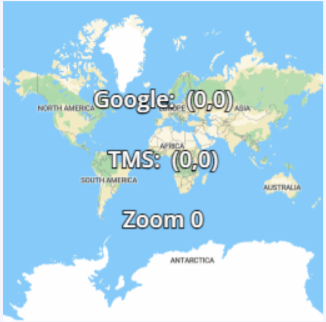 NORTH AMERICA
Google: (0,0)
EUROPE
ASIA
AFRICA
TMS: (0,0)
SOUTH AMERICA
AUSTRALIA
Zoom 0
ANTARCTICA